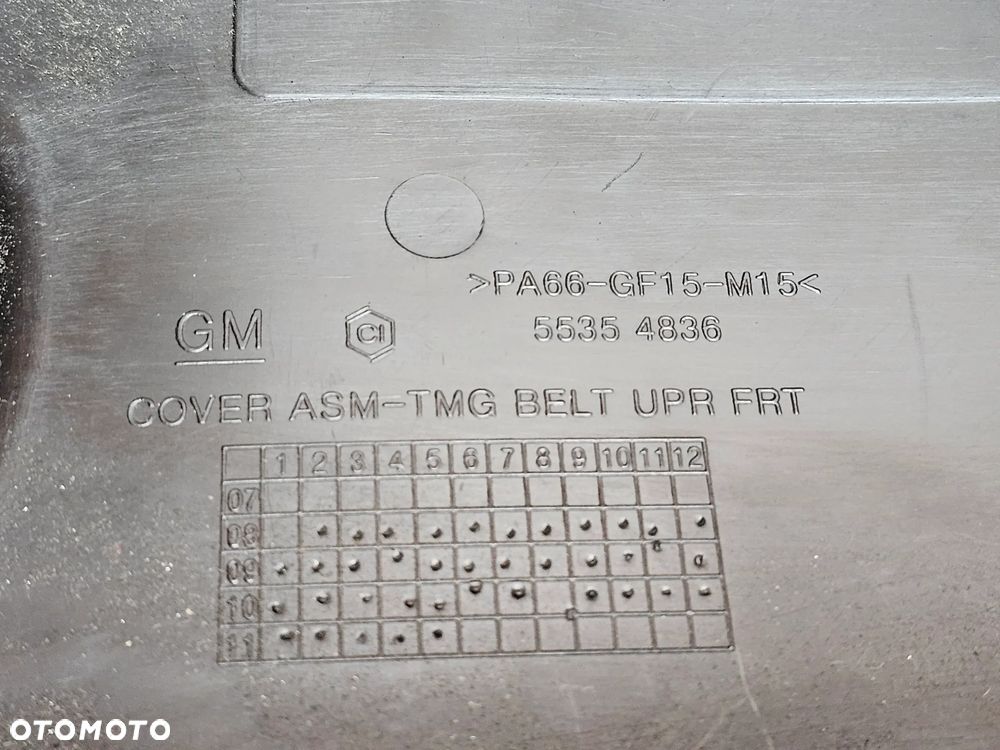 >PA66-GF15-M15<
GM CI 5535 4836
COVER ASM-TMG BELT UPR FRT
1 2 3 4 5 6 7 8 9 10 11 12
07
08
09
10
11
OTOMOTO